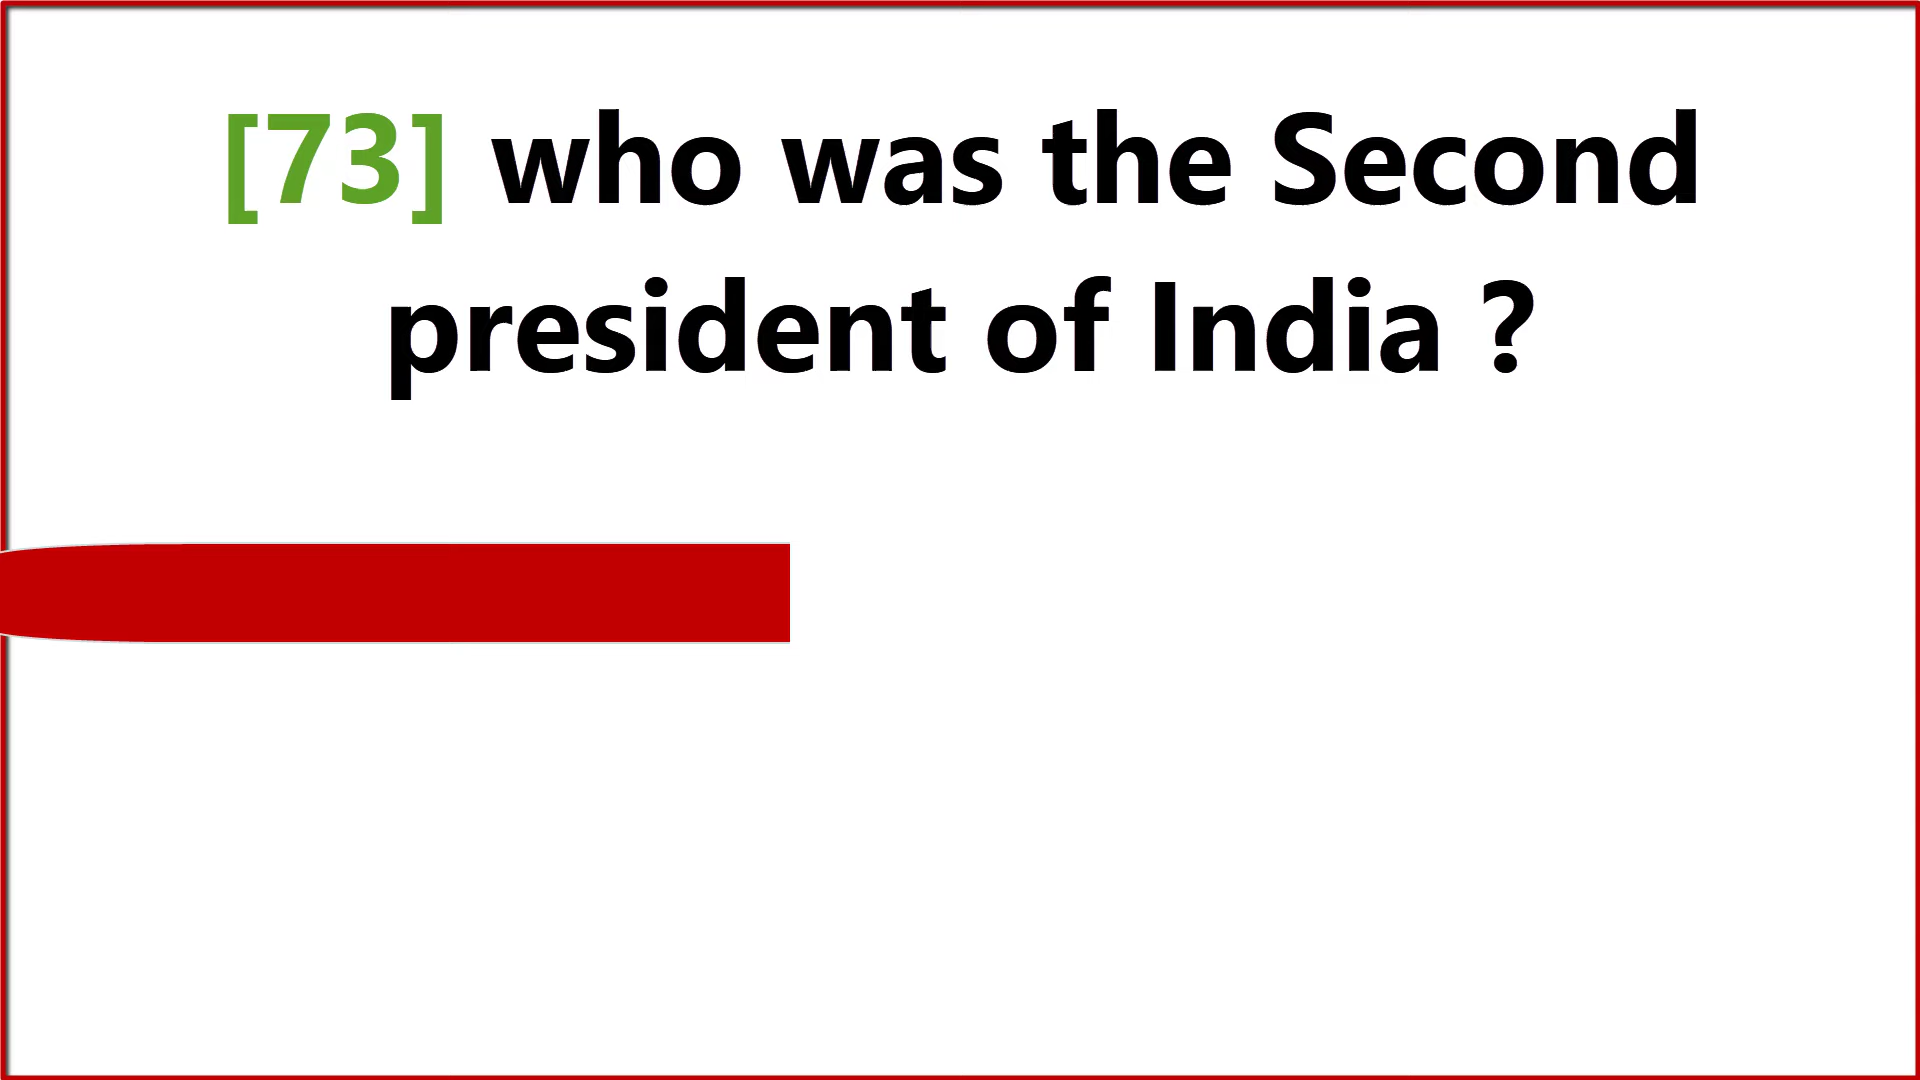 [73] who was the Second
president of India ?